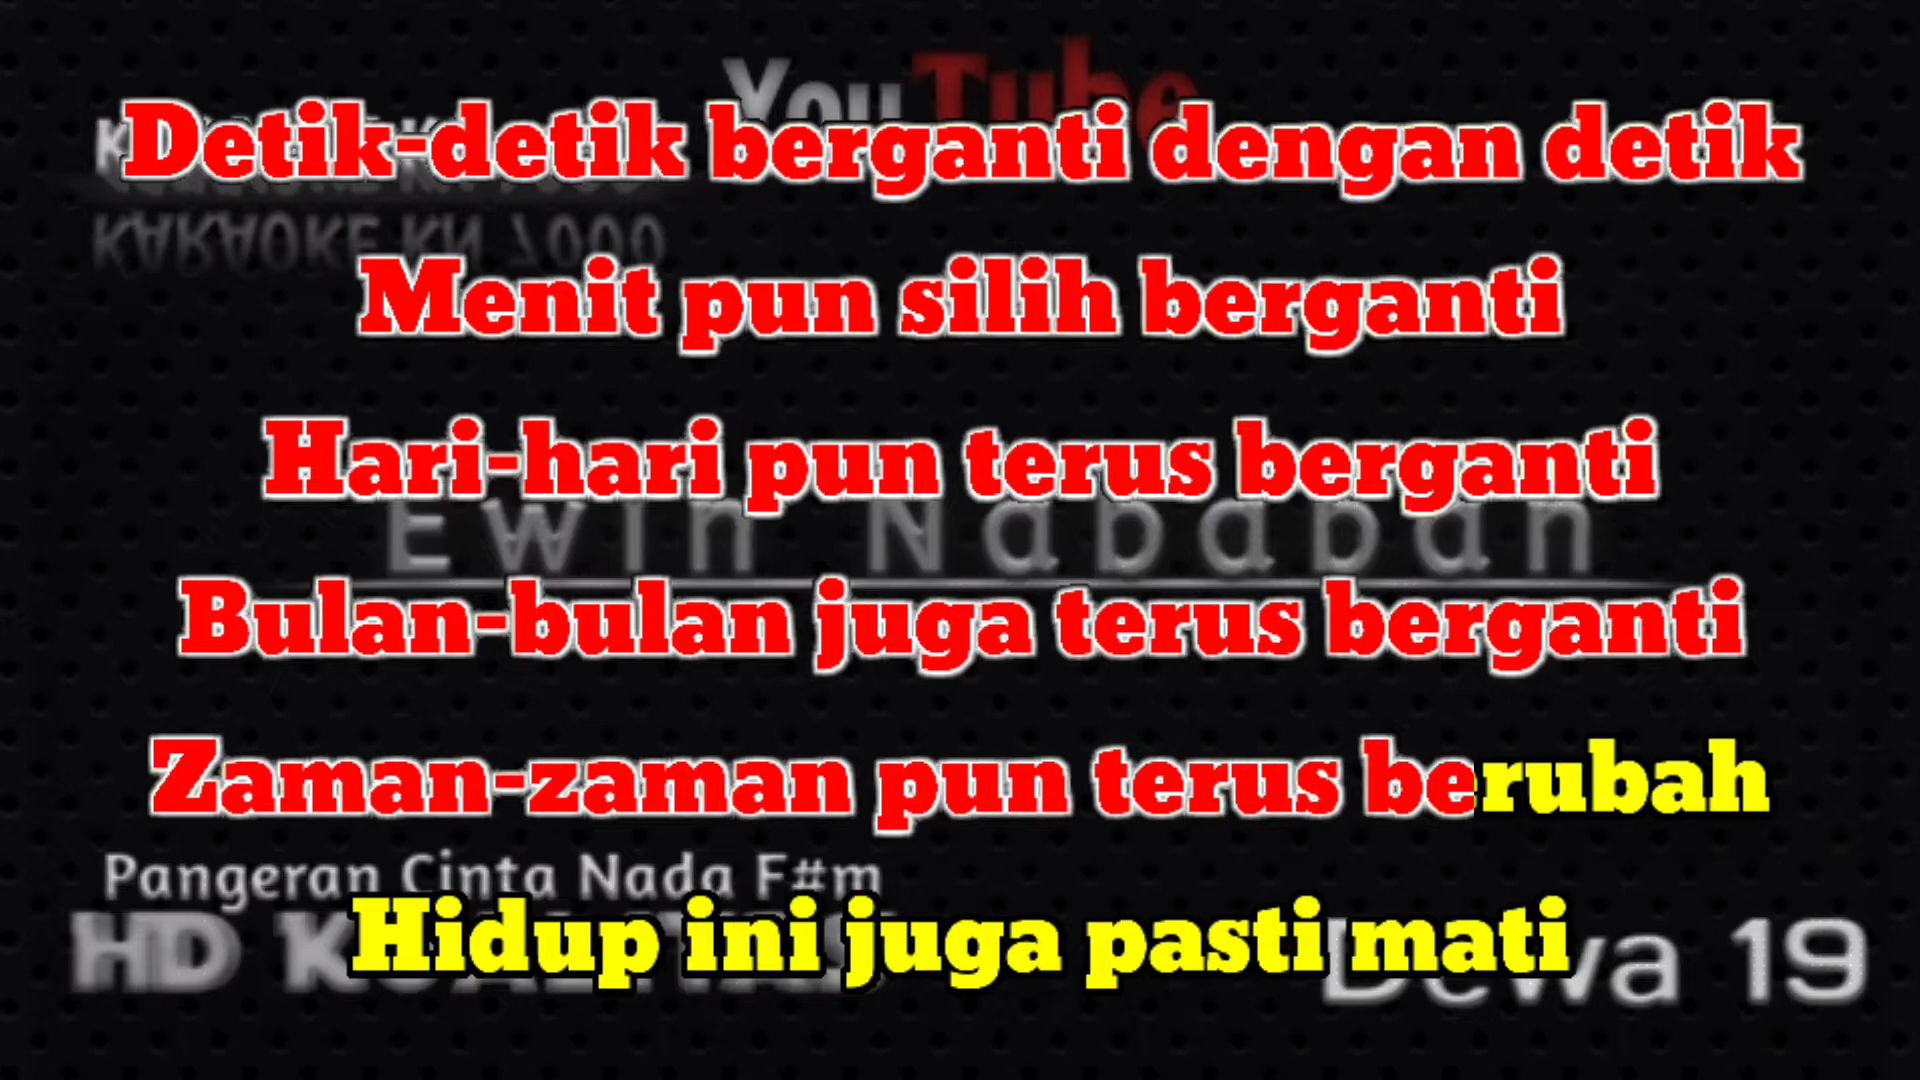 YouTube
Detik-detik berganti dengan detik
KARAOKE KN 7000
Menit pun silih berganti
Hari-hari pun terus berganti
Ewin Nababan
Bulan-bulan juga terus berganti
Zaman-zaman pun terus berubah
Pangeran Cinta Nada F#m
Hidup ini juga pasti mati
HD KUALITAS
Dewa 19